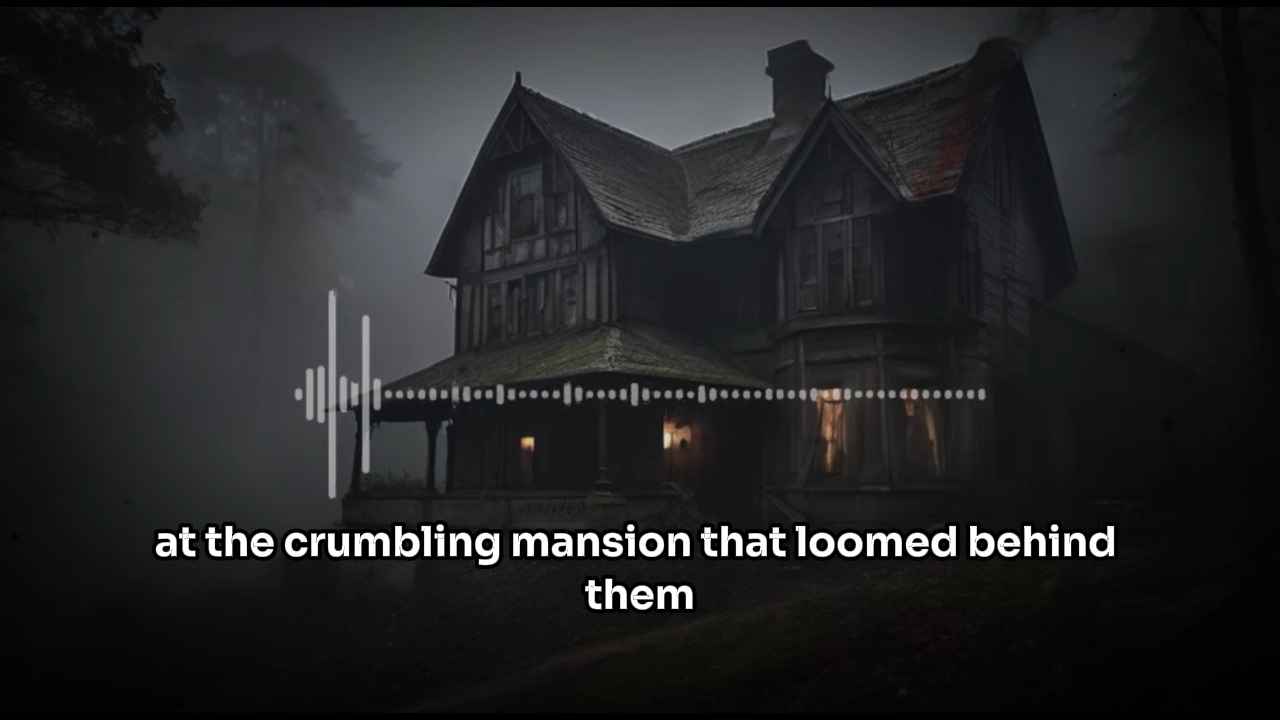 at the crumbling mansion that loomed behind
them